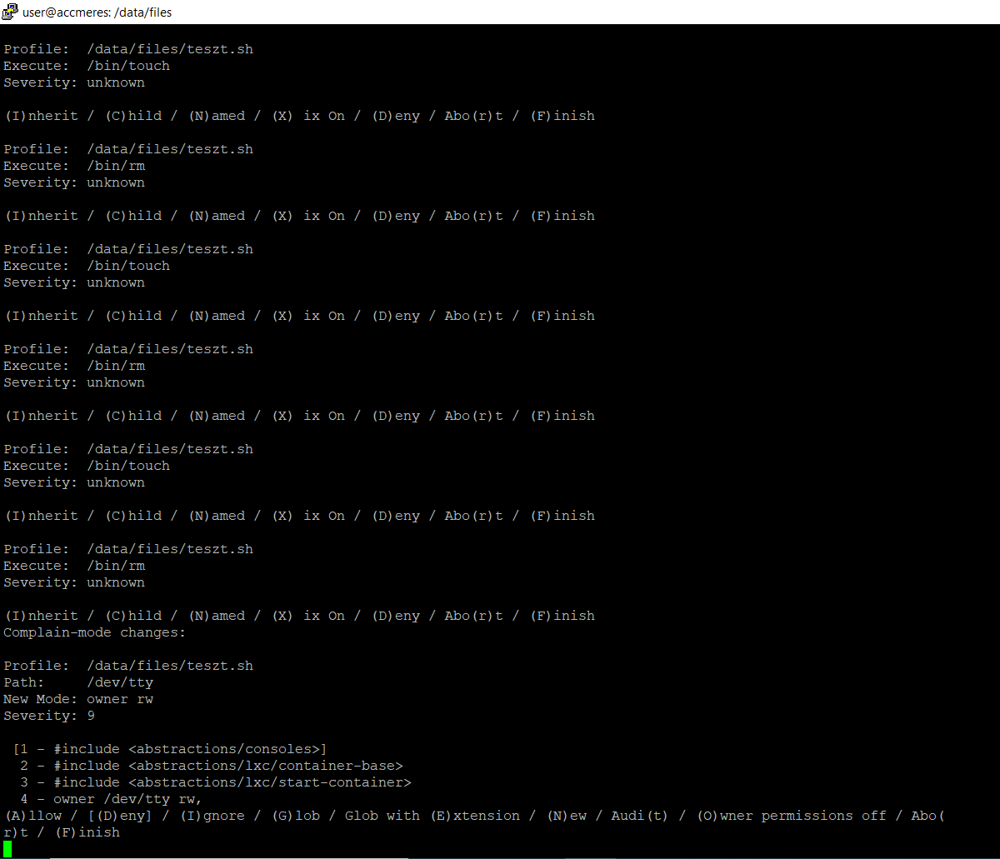 user@accmeres: /data/files
Profile:  /data/files/teszt.sh
Execute:  /bin/touch
Severity: unknown
(I)nherit / (C)hild / (N)amed / (X) ix On / (D)eny / Abo(r)t / (F)inish
Profile:  /data/files/teszt.sh
Execute:  /bin/rm
Severity: unknown
(I)nherit / (C)hild / (N)amed / (X) ix On / (D)eny / Abo(r)t / (F)inish
Profile:  /data/files/teszt.sh
Execute:  /bin/touch
Severity: unknown
(I)nherit / (C)hild / (N)amed / (X) ix On / (D)eny / Abo(r)t / (F)inish
Profile:  /data/files/teszt.sh
Execute:  /bin/rm
Severity: unknown
(I)nherit / (C)hild / (N)amed / (X) ix On / (D)eny / Abo(r)t / (F)inish
Profile:  /data/files/teszt.sh
Execute:  /bin/touch
Severity: unknown
(I)nherit / (C)hild / (N)amed / (X) ix On / (D)eny / Abo(r)t / (F)inish
Profile:  /data/files/teszt.sh
Execute:  /bin/rm
Severity: unknown
(I)nherit / (C)hild / (N)amed / (X) ix On / (D)eny / Abo(r)t / (F)inish
Complain-mode changes:
Profile:  /data/files/teszt.sh
Path:     /dev/tty
New Mode: owner rw
Severity: 9
[1 - #include <abstractions/consoles>]
2 - #include <abstractions/lxc/container-base>
3 - #include <abstractions/lxc/start-container>
4 - owner /dev/tty rw,
(A)llow / [(D)eny] / (I)gnore / (G)lob / Glob with (E)xtension / (N)ew / Audi(t) / (O)wner permissions off / Abo(
r)t / (F)inish